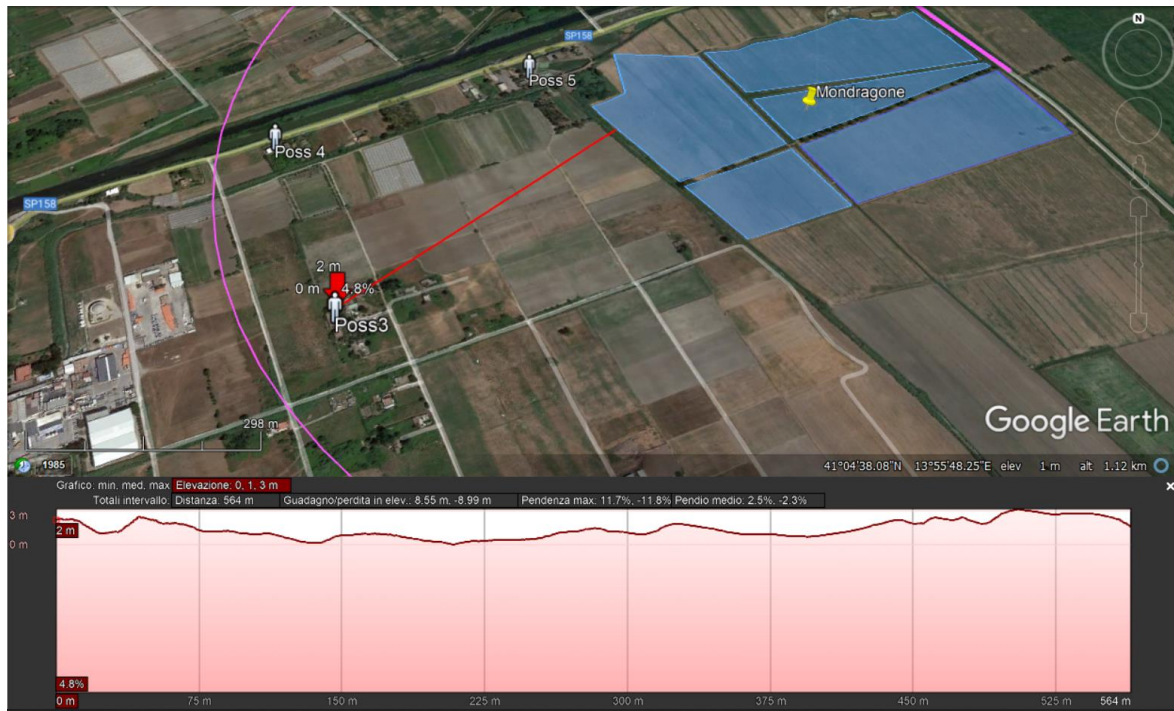 N
SP158
Poss 5
Mondragone
Poss 4
SP158
2 m
0 m 4.8%
Poss3
298 m
Google Earth
1985
41°04'38.08"N 13°55'48.25"E elev 1 m alt 1.12 km
Grafico: min. med. max Elevazione: 0, 1, 3 m
Totali intervallo: Distanza: 564 m Guadagno/perdita in elev.: 8.55 m. -8.99 m Pendenza max: 11.7%, -11.8% Pendio medio: 2.5%. -2.3%
3 m
2 m
0 m
4.8%
0 m 75 m 150 m 225 m 300 m 375 m 450 m 525 m 564 m